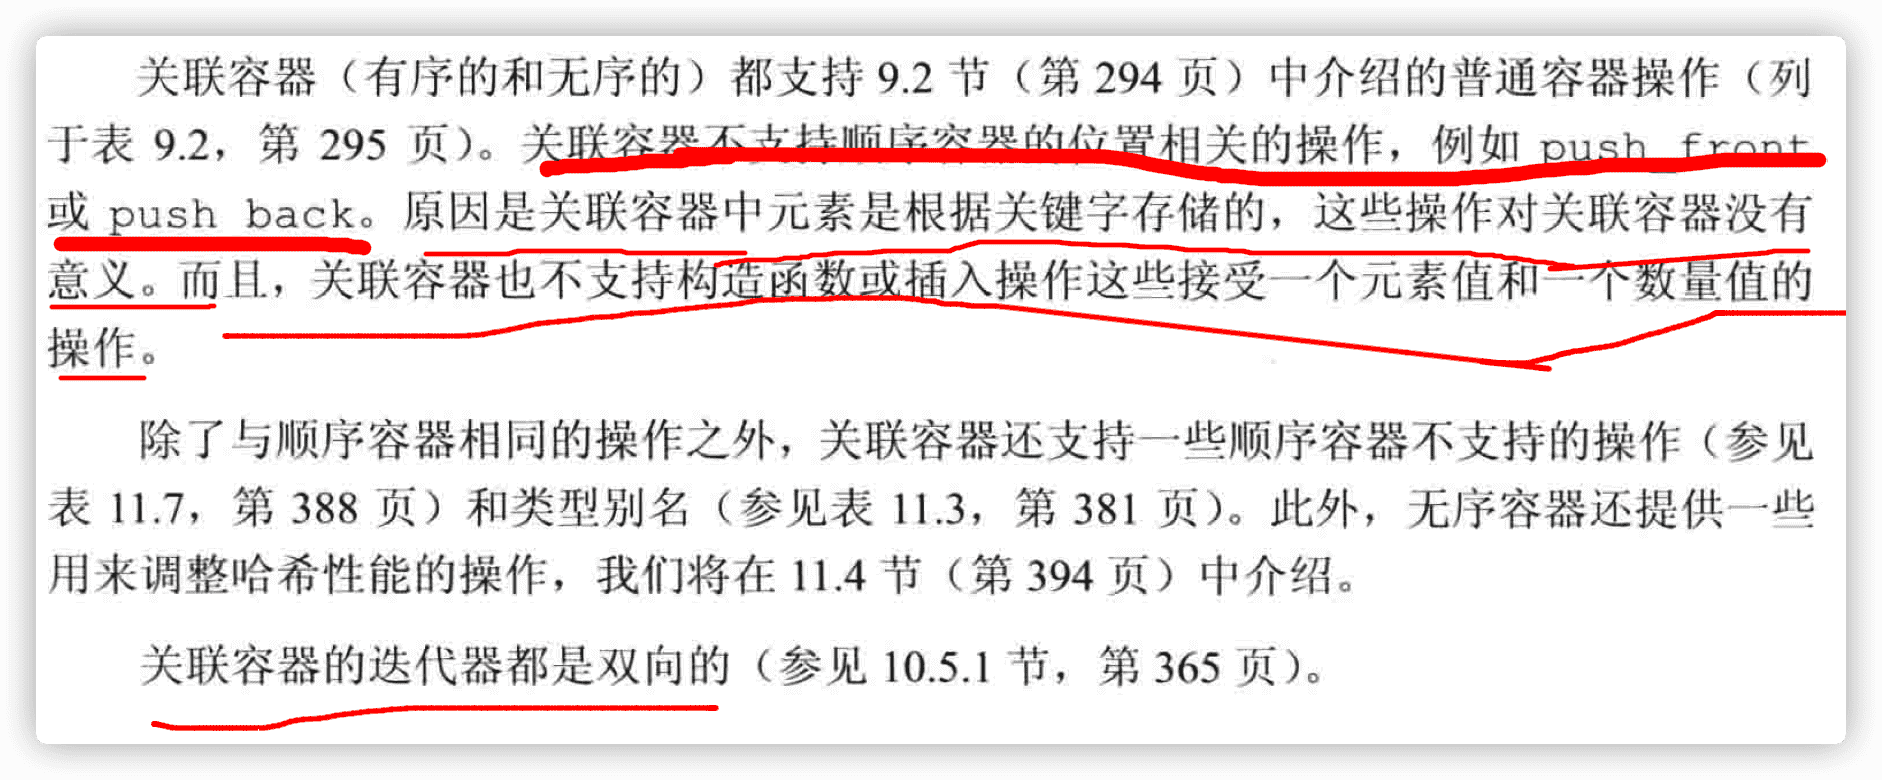 关联容器（有序的和无序的）都支持 9.2 节（第 294 页）中介绍的普通容器操作（列
于表 9.2，第 295 页）。关联容器不支持顺序容器的位置相关的操作，例如 push_front
或 push_back。原因是关联容器中元素是根据关键字存储的，这些操作对关联容器没有
意义。而且，关联容器也不支持构造函数或插入操作这些接受一个元素值和一个数量值的
操作。
除了与顺序容器相同的操作之外，关联容器还支持一些顺序容器不支持的操作（参见
表 11.7，第 388 页）和类型别名（参见表 11.3，第 381 页）。此外，无序容器还提供一些
用来调整哈希性能的操作，我们将在 11.4 节（第 394 页）中介绍。
关联容器的迭代器都是双向的（参见 10.5.1 节，第 365 页）。